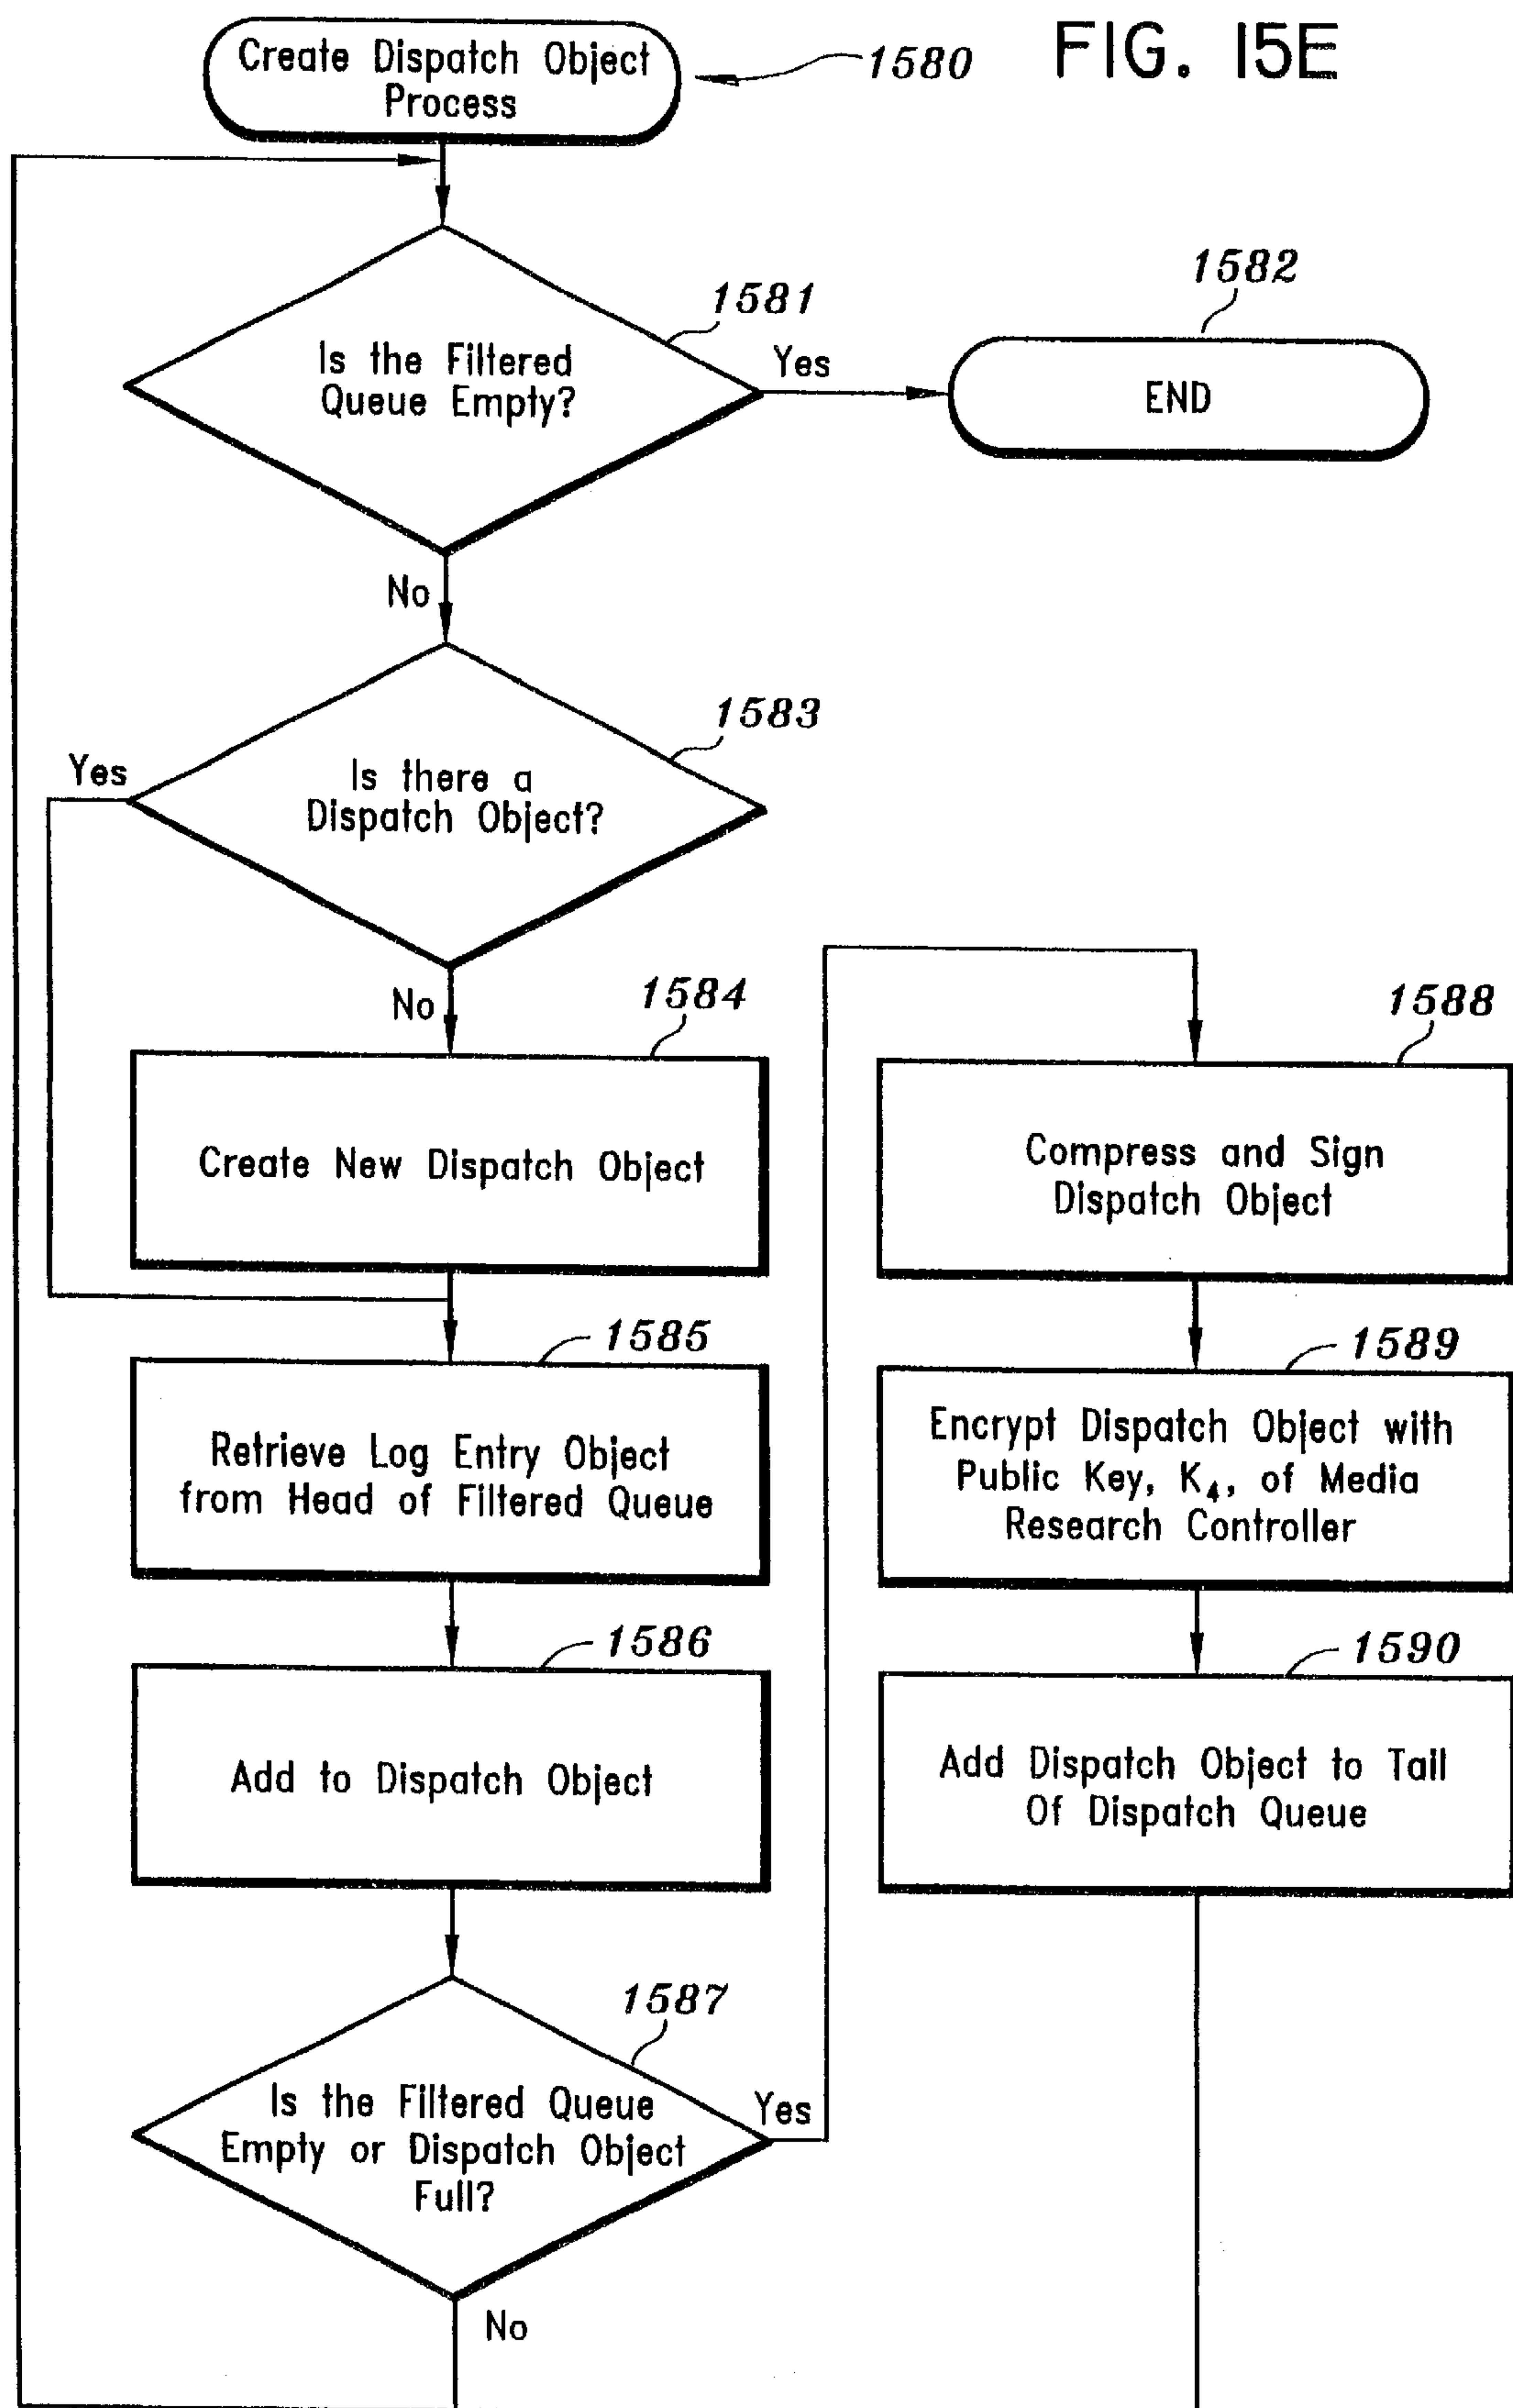 FIG. 15E
Create Dispatch Object
Process
1580
1581
Is the Filtered
Queue Empty?
Yes
1582
END
No
1583
Yes
Is there a
Dispatch Object?
No
1584
Create New Dispatch Object
1585
Retrieve Log Entry Object
from Head of Filtered Queue
1586
Add to Dispatch Object
1587
Is the Filtered Queue
Empty or Dispatch Object
Full?
Yes
No
1588
Compress and Sign
Dispatch Object
1589
Encrypt Dispatch Object with
Public Key, K₄, of Media
Research Controller
1590
Add Dispatch Object to Tail
Of Dispatch Queue